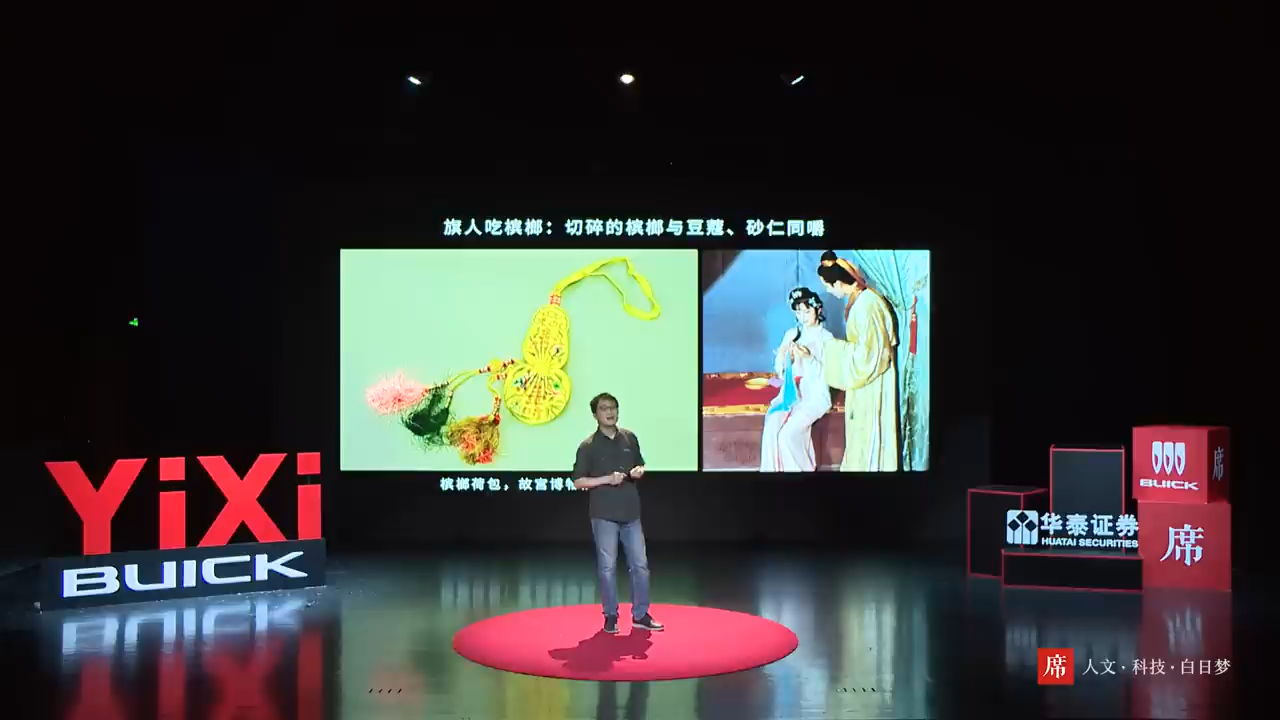 旗人吃槟榔：切碎的槟榔与豆蔻、砂仁同嚼
槟榔荷包，故宫博物
YiXi
BUICK
华泰证券
HUATAI SECURITIES
BUICK
席
席
席 人文·科技·白日梦